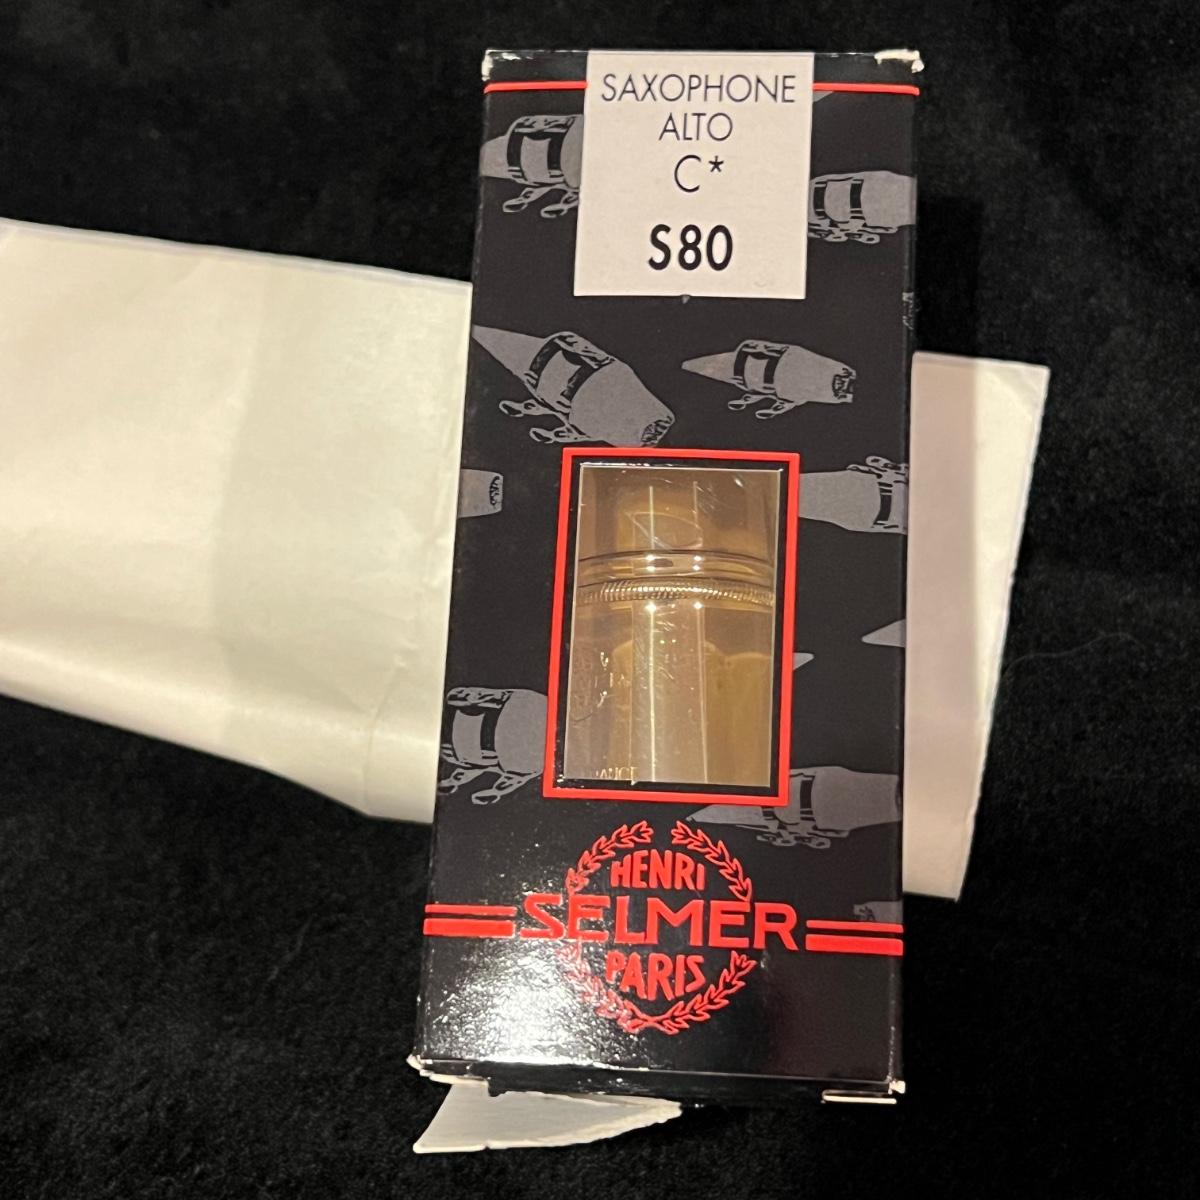 SAXOPHONE
ALTO
C*
S80
HENRI
SELMER
PARIS